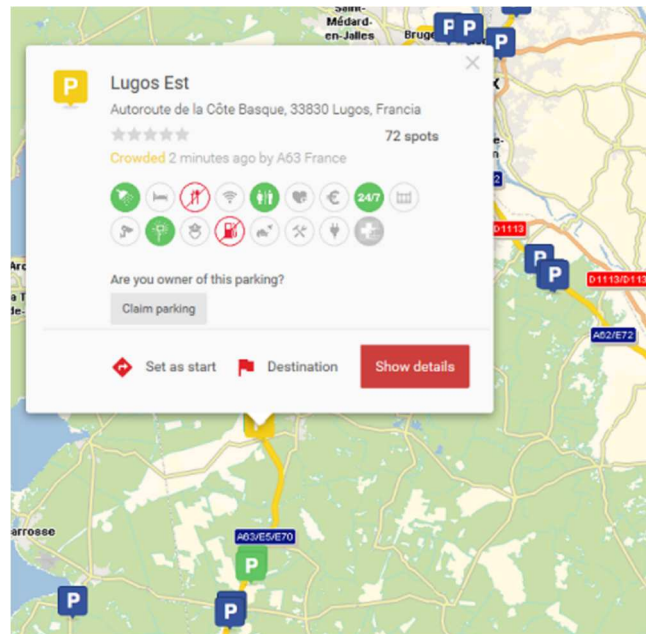 Saint-
Médard-
en-Jalles
Bruge
P
P
P
P
Lugos Est
Autoroute de la Côte Basque, 33830 Lugos, Francia
72 spots
Crowded 2 minutes ago by A63 France
€
24/7
Are you owner of this parking?
Claim parking
Set as start
Destination
Show details
2
D1113
P
P
D1113/D1113
A62/E72
arrosse
A63/E5/E70
P
P
P